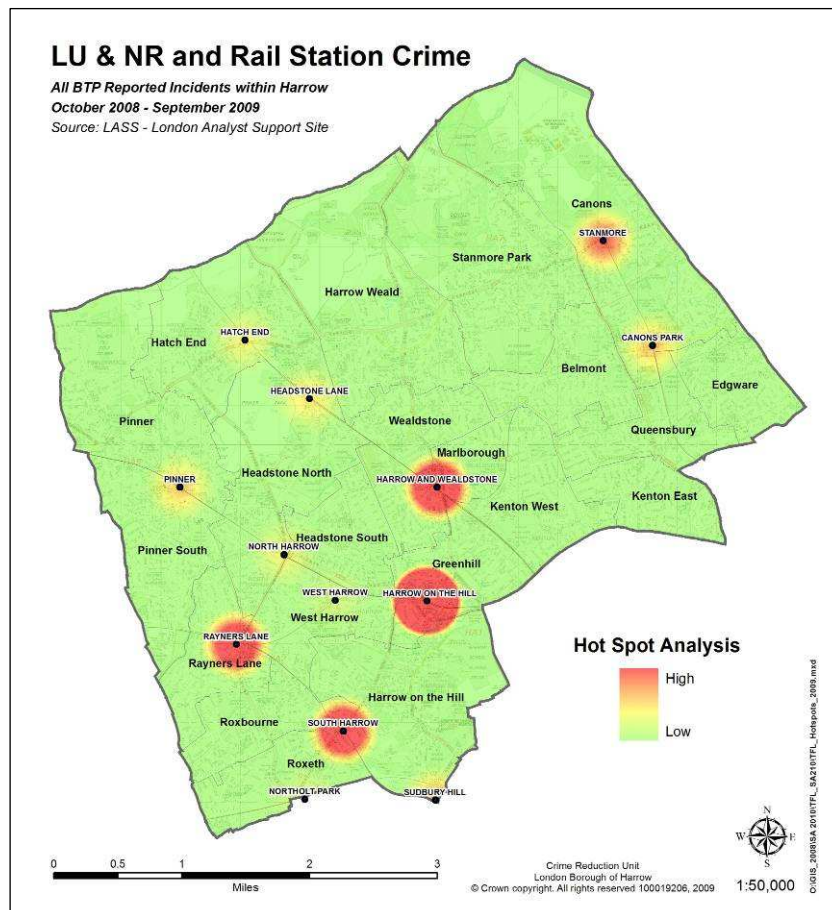 LU & NR and Rail Station Crime
All BTP Reported Incidents within Harrow
October 2008 - September 2009
Source: LASS - London Analyst Support Site
Canons
STANMORE
Stanmore Park
Harrow Weald
HATCH END
Hatch End
CANONS PARK
Belmont
Edgware
HEADSTONE LANE
Pinner
Wealdstone
Queensbury
Marlborough
Headstone North
PINNER
HARROW AND WEALDSTONE
Kenton East
Kenton West
Headstone South
Pinner South
NORTH HARROW
Greenhill
WEST HARROW
HARROW ON THE HILL
West Harrow
RAYNERS LANE
Rayners Lane
Hot Spot Analysis
High
Low
Harrow on the Hill
Roxbourne
SOUTH HARROW
Roxeth
NORTHOLT PARK
SUDBURY HILL
N
W
E
S
0
0.5
1
2
3
Miles
Crime Reduction Unit
London Borough of Harrow
© Crown copyright. All rights reserved 100019206, 2009
1:50,000